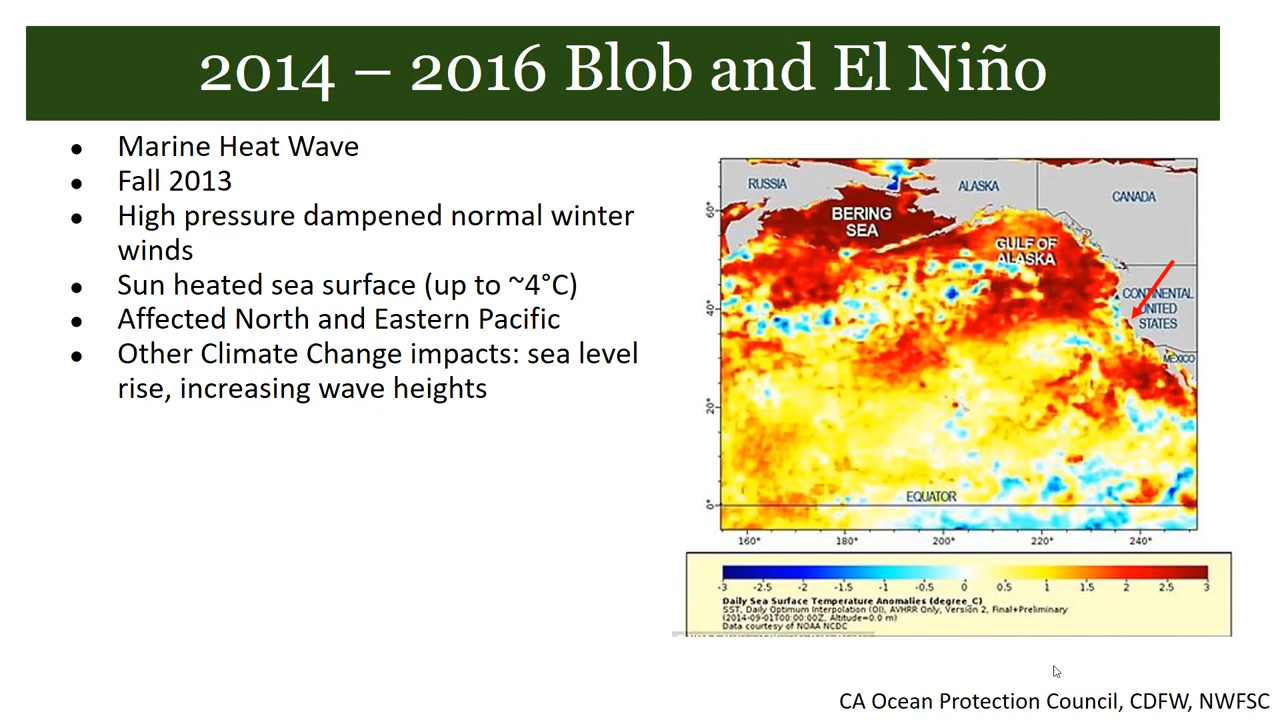 2014 – 2016 Blob and El Niño
● Marine Heat Wave
● Fall 2013
● High pressure dampened normal winter
winds
● Sun heated sea surface (up to ~4°C)
● Affected North and Eastern Pacific
● Other Climate Change impacts: sea level
rise, increasing wave heights
RUSSIA
ALASKA
CANADA
BERING
SEA
GULF OF
ALASKA
CONTINENTAL
UNITED
STATES
MEXICO
EQUATOR
60°
40°
20°
0°
160° 180° 200° 220° 240°
-3 -2.5 -2 -1.5 -1 -0.5 0 0.5 1 1.5 2 2.5 3
Daily Sea Surface Temperature Anomalies (degree_C)
SST, Daily Optimum Interpolation (OI), AVHRR Only, Version 2, Final+Preliminary
(2014-09-01T00:00:00Z, Altitude=0.0 m)
Data courtesy of NOAA NCDC
CA Ocean Protection Council, CDFW, NWFSC